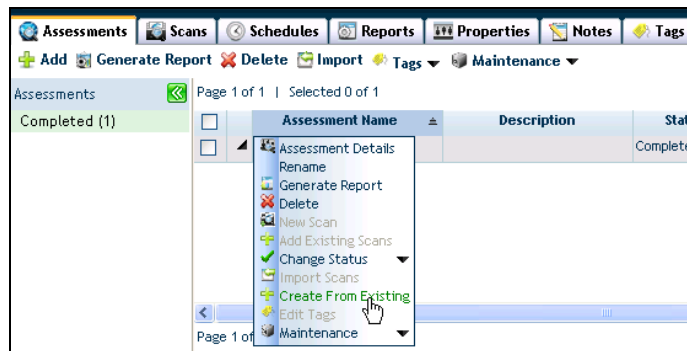 Assessments Scans Schedules Reports Properties Notes Tags
Add Generate Report Delete Import Tags Maintenance
Assessments
Page 1 of 1 | Selected 0 of 1
Completed (1)
Assessment Name Description
Assessment Details
Rename
Generate Report
Delete
New Scan
Add Existing Scans
Change Status
Import Scans
Create From Existing
Edit Tags
Page 1 of
Maintenance